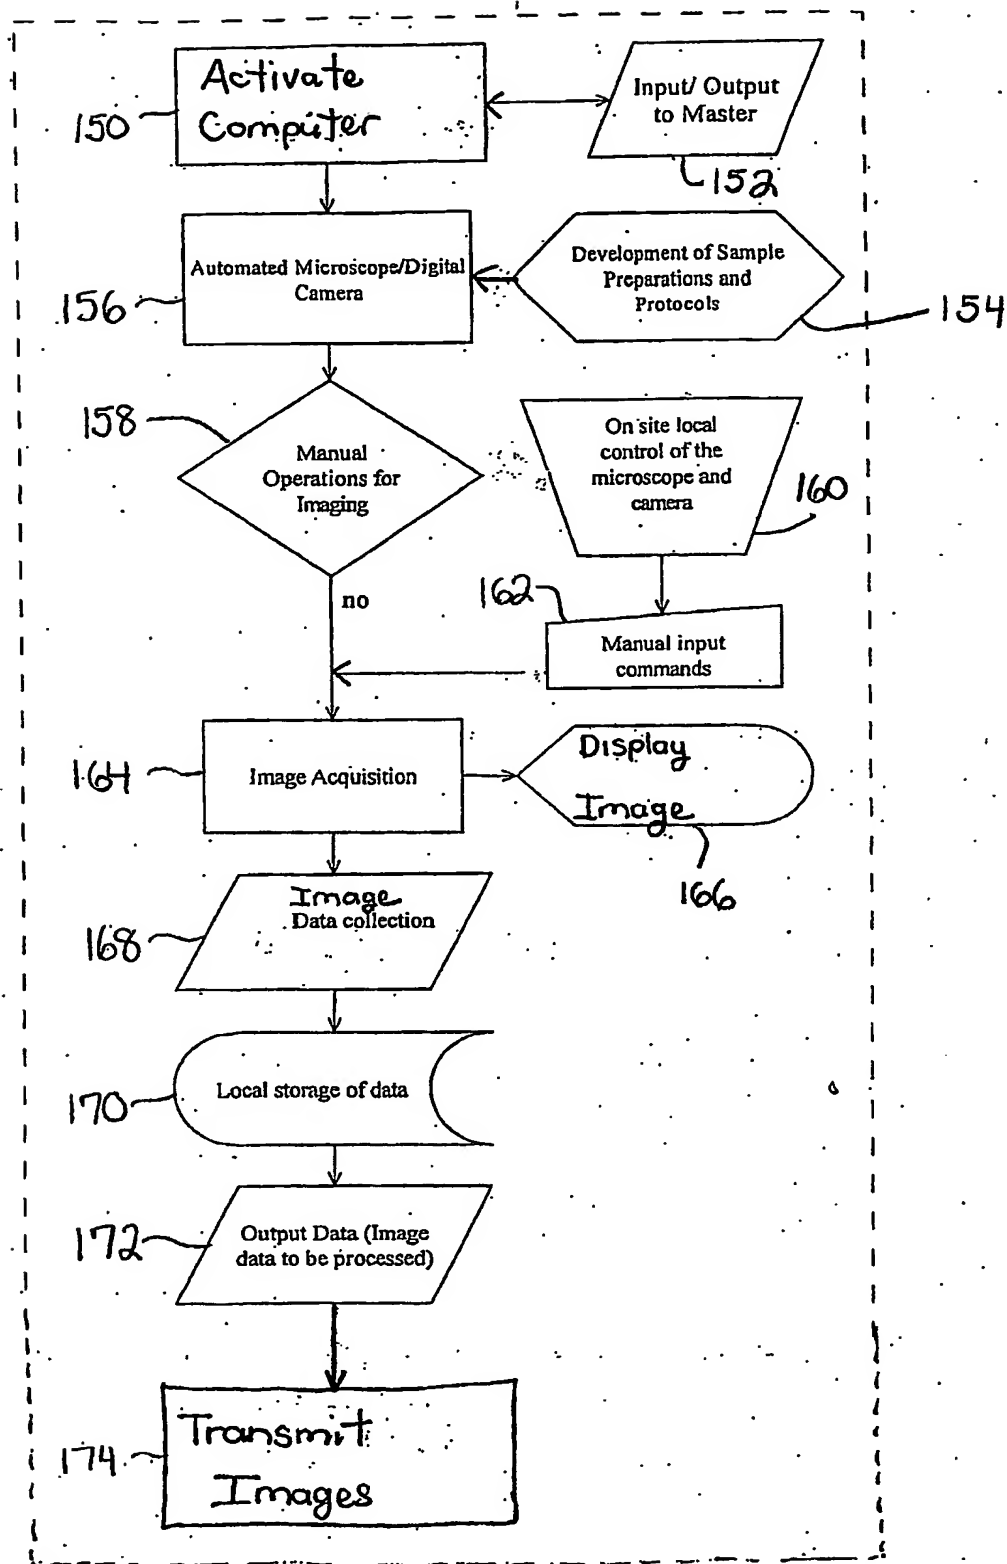 Activate
Computer
150
Input/ Output
to Master
152
Automated Microscope/Digital
Camera
156
Development of Sample
Preparations and
Protocols
154
158
Manual
Operations for
Imaging
On site local
control of the
microscope and
camera
160
no
162
Manual input
commands
164
Image Acquisition
Display
Image
166
Image
Data collection
168
Local storage of data
170
Output Data (Image
data to be processed)
172
Transmit
Images
174